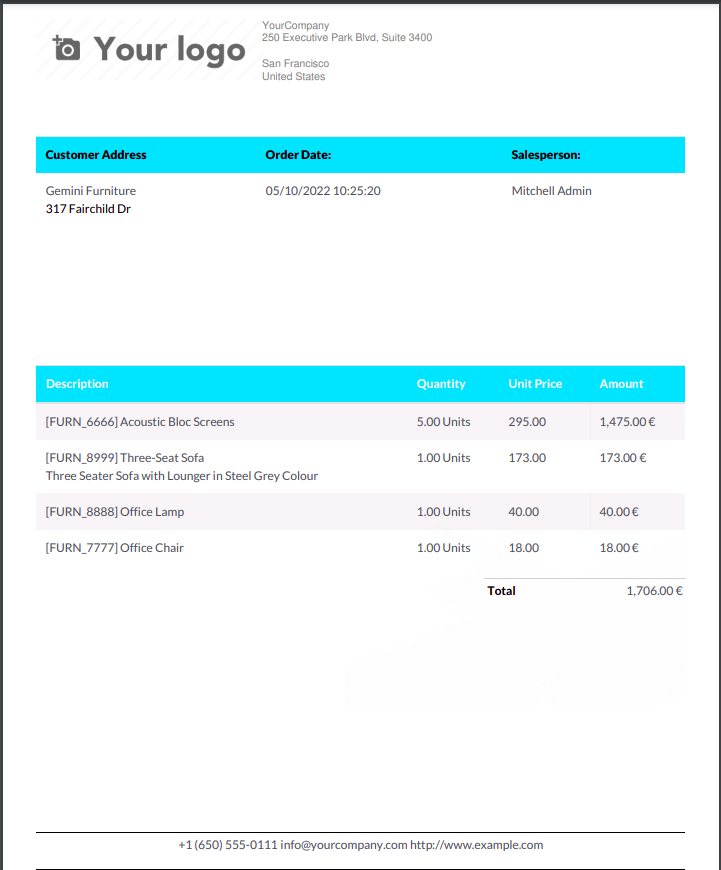 Your logo
YourCompany
250 Executive Park Blvd, Suite 3400
San Francisco
United States
Customer Address Order Date: Salesperson:
Gemini Furniture 05/10/2022 10:25:20 Mitchell Admin
317 Fairchild Dr
Description Quantity Unit Price Amount
[FURN_6666] Acoustic Bloc Screens 5.00 Units 295.00 1,475.00 €
[FURN_8999] Three-Seat Sofa 1.00 Units 173.00 173.00 €
Three Seater Sofa with Lounger in Steel Grey Colour
[FURN_8888] Office Lamp 1.00 Units 40.00 40.00 €
[FURN_7777] Office Chair 1.00 Units 18.00 18.00 €
Total 1,706.00 €
+1 (650) 555-0111 info@yourcompany.com http://www.example.com